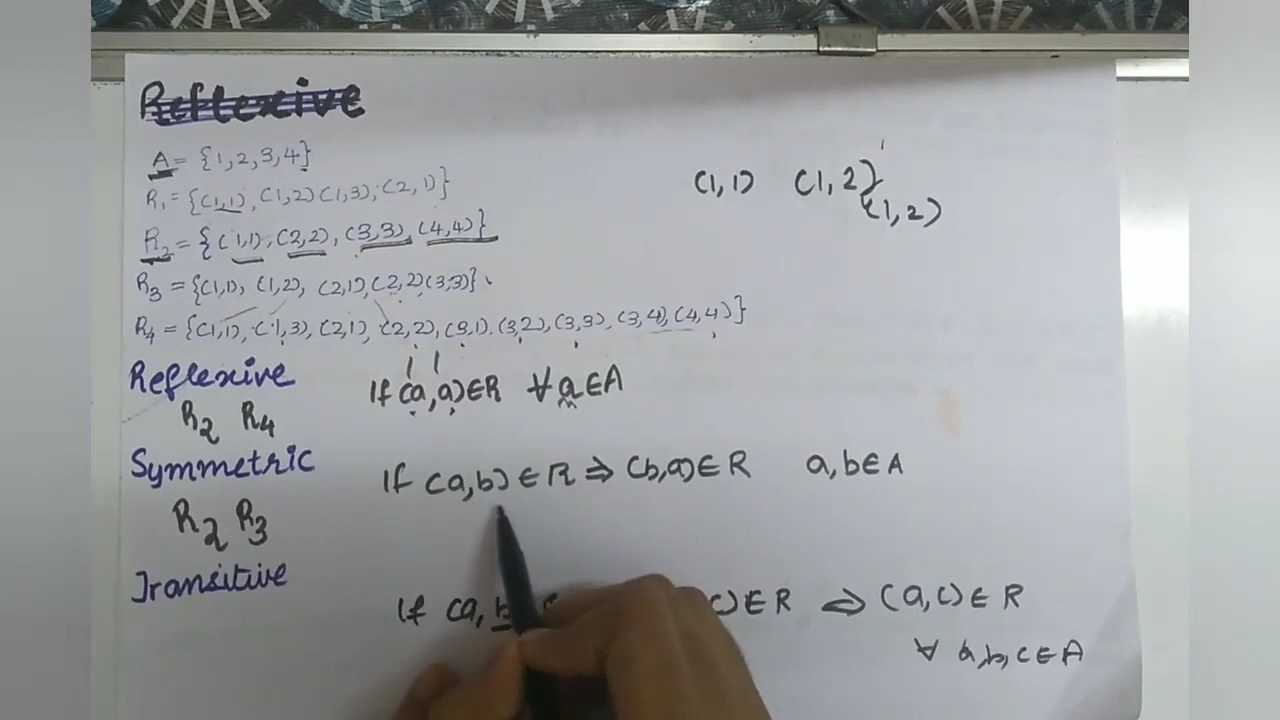 Reflexive
A = {1,2,3,4}
R1 = {(1,1), (1,2) (1,3), (2,1)}
R2 = {(1,1), (2,2), (3,3), (4,4)}
R3 = {(1,1), (1,2), (2,1), (2,2) (3,3)}
R4 = {(1,1), (1,3), (2,1), (2,2), (3,1), (3,2), (3,3), (3,4), (4,4)}
(1,1) (1,2}
(1,2)
Reflexive If (a,a) ∈ R ∀ a ∈ A
R2 R4
Symmetric If (a,b) ∈ R ⇒ (b,a) ∈ R a,b ∈ A
R2 R3
Transitive
If (a, c) ∈ R ⇒ (a,c) ∈ R
∀ a,b,c ∈ A